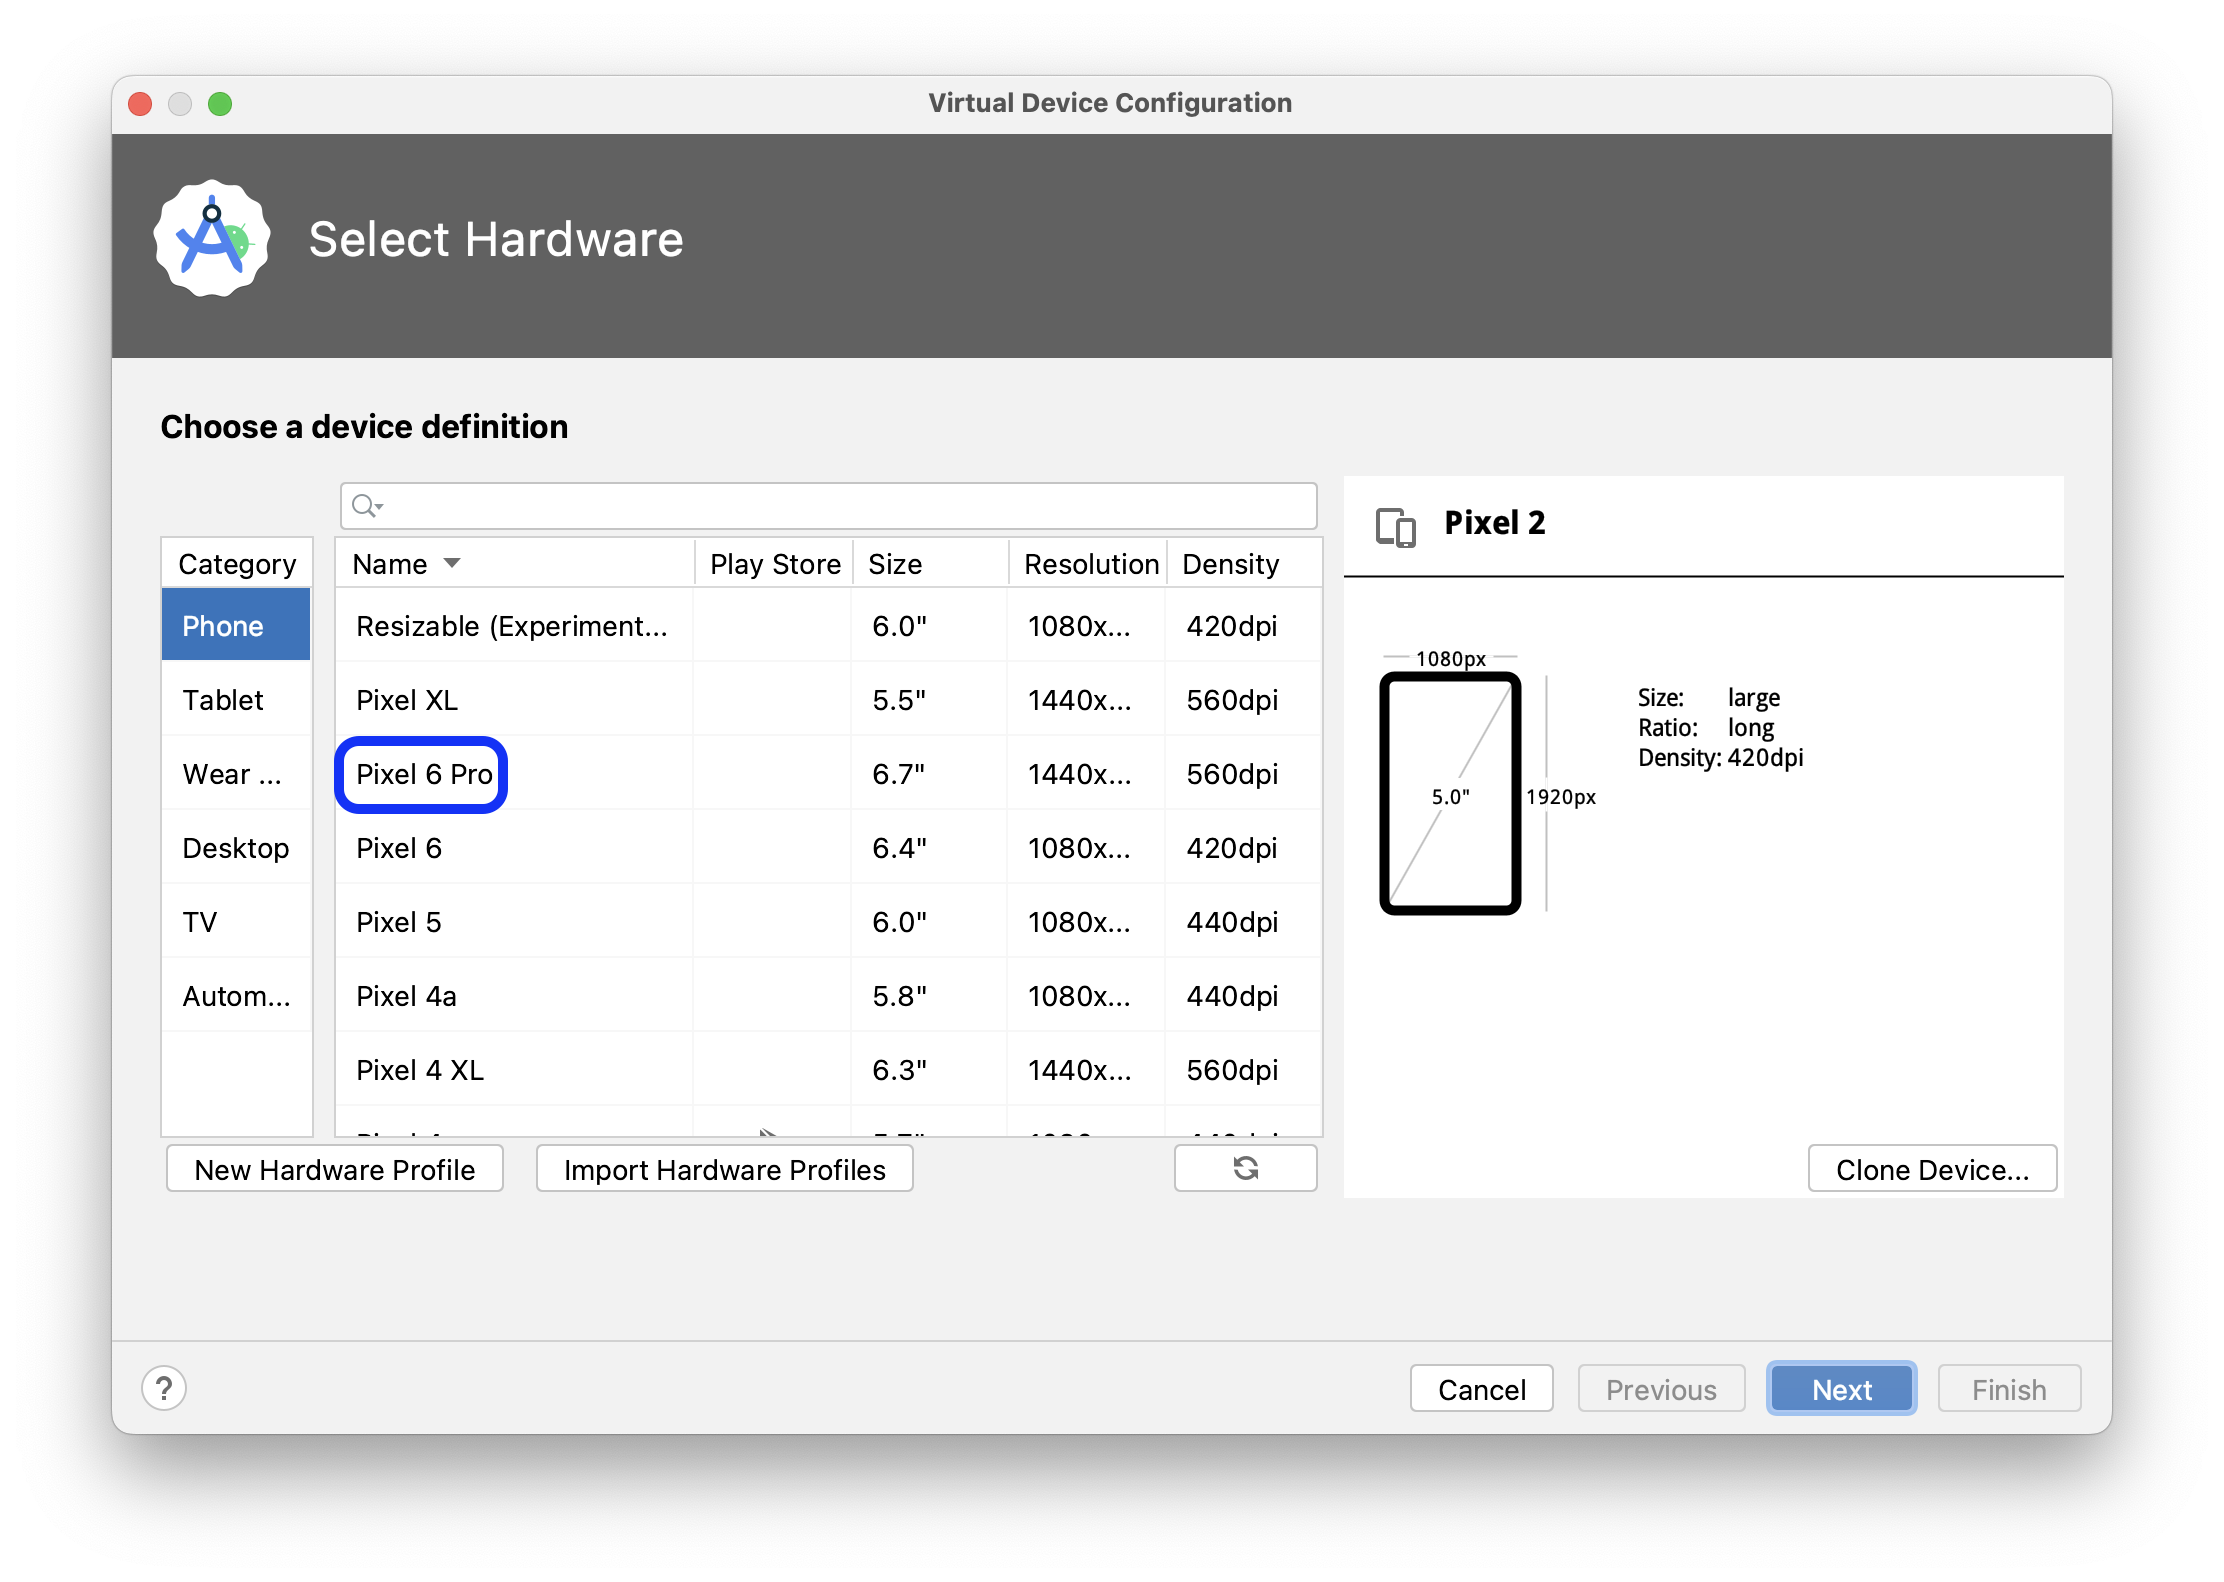 Virtual Device Configuration
Select Hardware
Choose a device definition
Category
Phone
Tablet
Wear ...
Desktop
TV
Autom...
Name Play Store Size Resolution Density
Resizable (Experiment... 6.0" 1080x... 420dpi
Pixel XL 5.5" 1440x... 560dpi
Pixel 6 Pro 6.7" 1440x... 560dpi
Pixel 6 6.4" 1080x... 420dpi
Pixel 5 6.0" 1080x... 440dpi
Pixel 4a 5.8" 1080x... 440dpi
Pixel 4 XL 6.3" 1440x... 560dpi
New Hardware Profile
Import Hardware Profiles
Pixel 2
1080px
5.0"
1920px
Size: large
Ratio: long
Density: 420dpi
Clone Device...
?
Cancel
Previous
Next
Finish